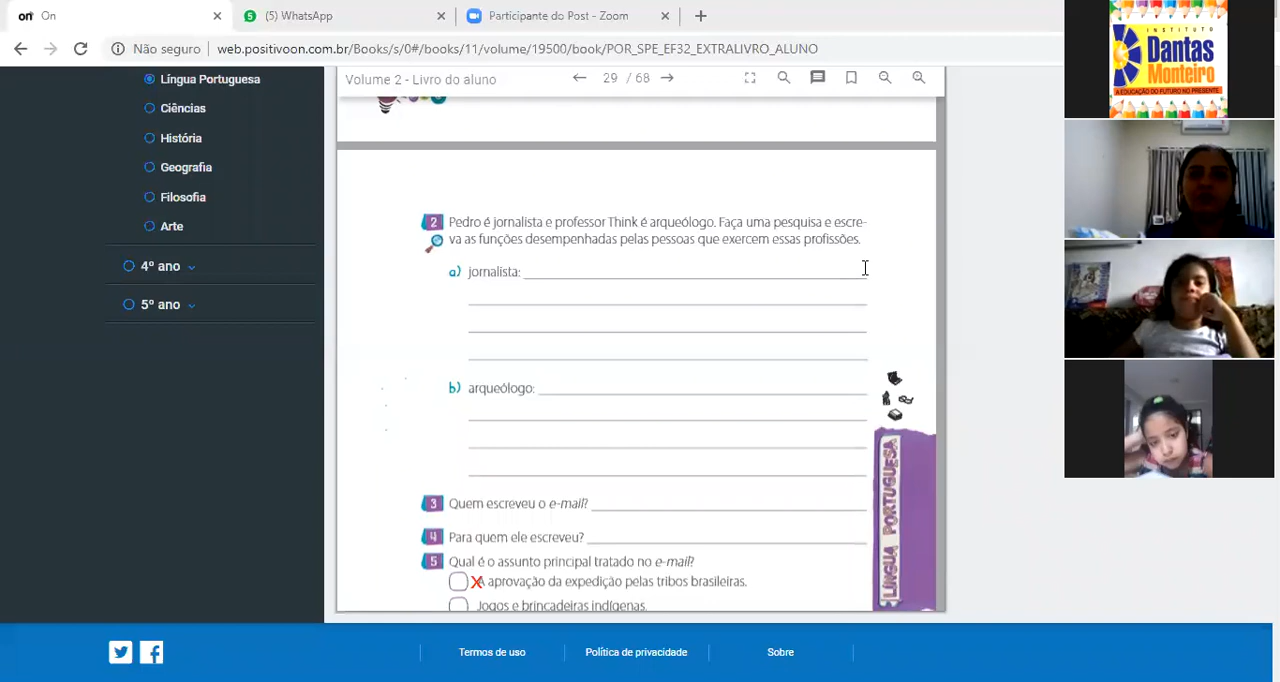 On
(5) WhatsApp
Participante do Post - Zoom
Não seguro
web.positivoon.com.br/Books/s/0#/books/11/volume/19500/book/POR_SPE_EF32_EXTRALIVRO_ALUNO
INSTITUTO
Dantas
Monteiro
A EDUCAÇÃO DO FUTURO NO PRESENTE
Língua Portuguesa
Ciências
História
Geografia
Filosofia
Arte
4º ano
5º ano
Volume 2 - Livro do aluno
29 / 68
2 Pedro é jornalista e professor Think é arqueólogo. Faça uma pesquisa e escre-
va as funções desempenhadas pelas pessoas que exercem essas profissões.
a) jornalista:
b) arqueólogo:
3 Quem escreveu o e-mail?
4 Para quem ele escreveu?
5 Qual é o assunto principal tratado no e-mail?
X A aprovação da expedição pelas tribos brasileiras.
Jogos e brincadeiras indígenas.
LÍNGUA PORTUGUESA
Termos de uso
Política de privacidade
Sobre